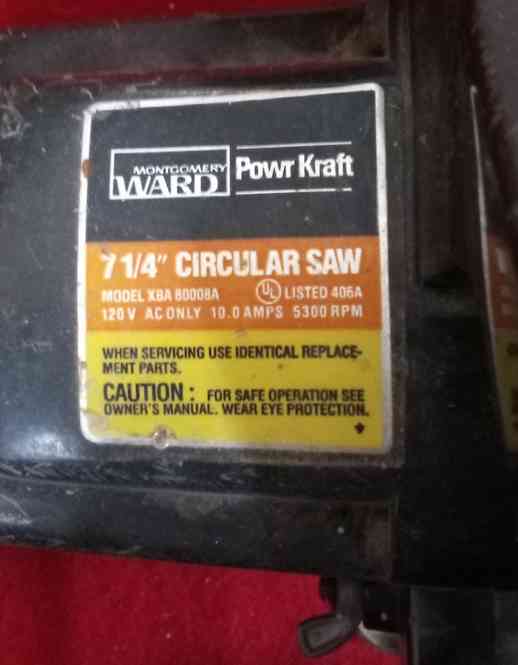 MONTGOMERY
WARD
Powr Kraft
7 1/4" CIRCULAR SAW
MODEL XBA 80008A UL LISTED 406A
120V AC ONLY 10.0 AMPS 5300 RPM
WHEN SERVICING USE IDENTICAL REPLACE-
MENT PARTS.
CAUTION : FOR SAFE OPERATION SEE
OWNER'S MANUAL. WEAR EYE PROTECTION.